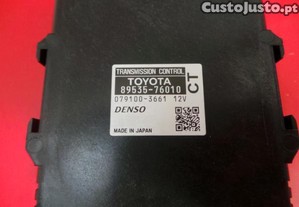 CustoJusto.pt
TRANSMISSION CONTROL
TOYOTA
89535-76010
CT
079100-3661 12V
DENSO
MADE IN JAPAN